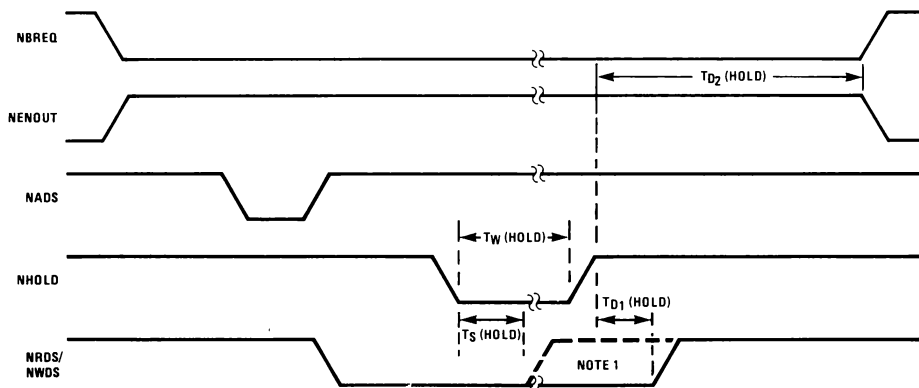 NBREQ
TD2 (HOLD)
NENOUT
NADS
TW (HOLD)
NHOLD
TD1 (HOLD)
TS (HOLD)
NRDS/
NWDS
NOTE 1